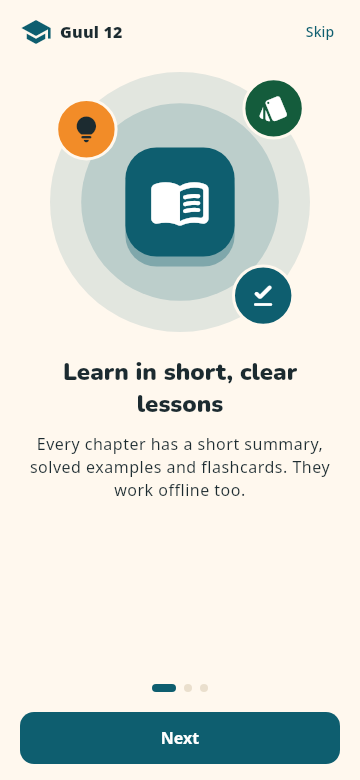 Guul 12
Skip
Learn in short, clear
lessons
Every chapter has a short summary,
solved examples and flashcards. They
work offline too.
Next